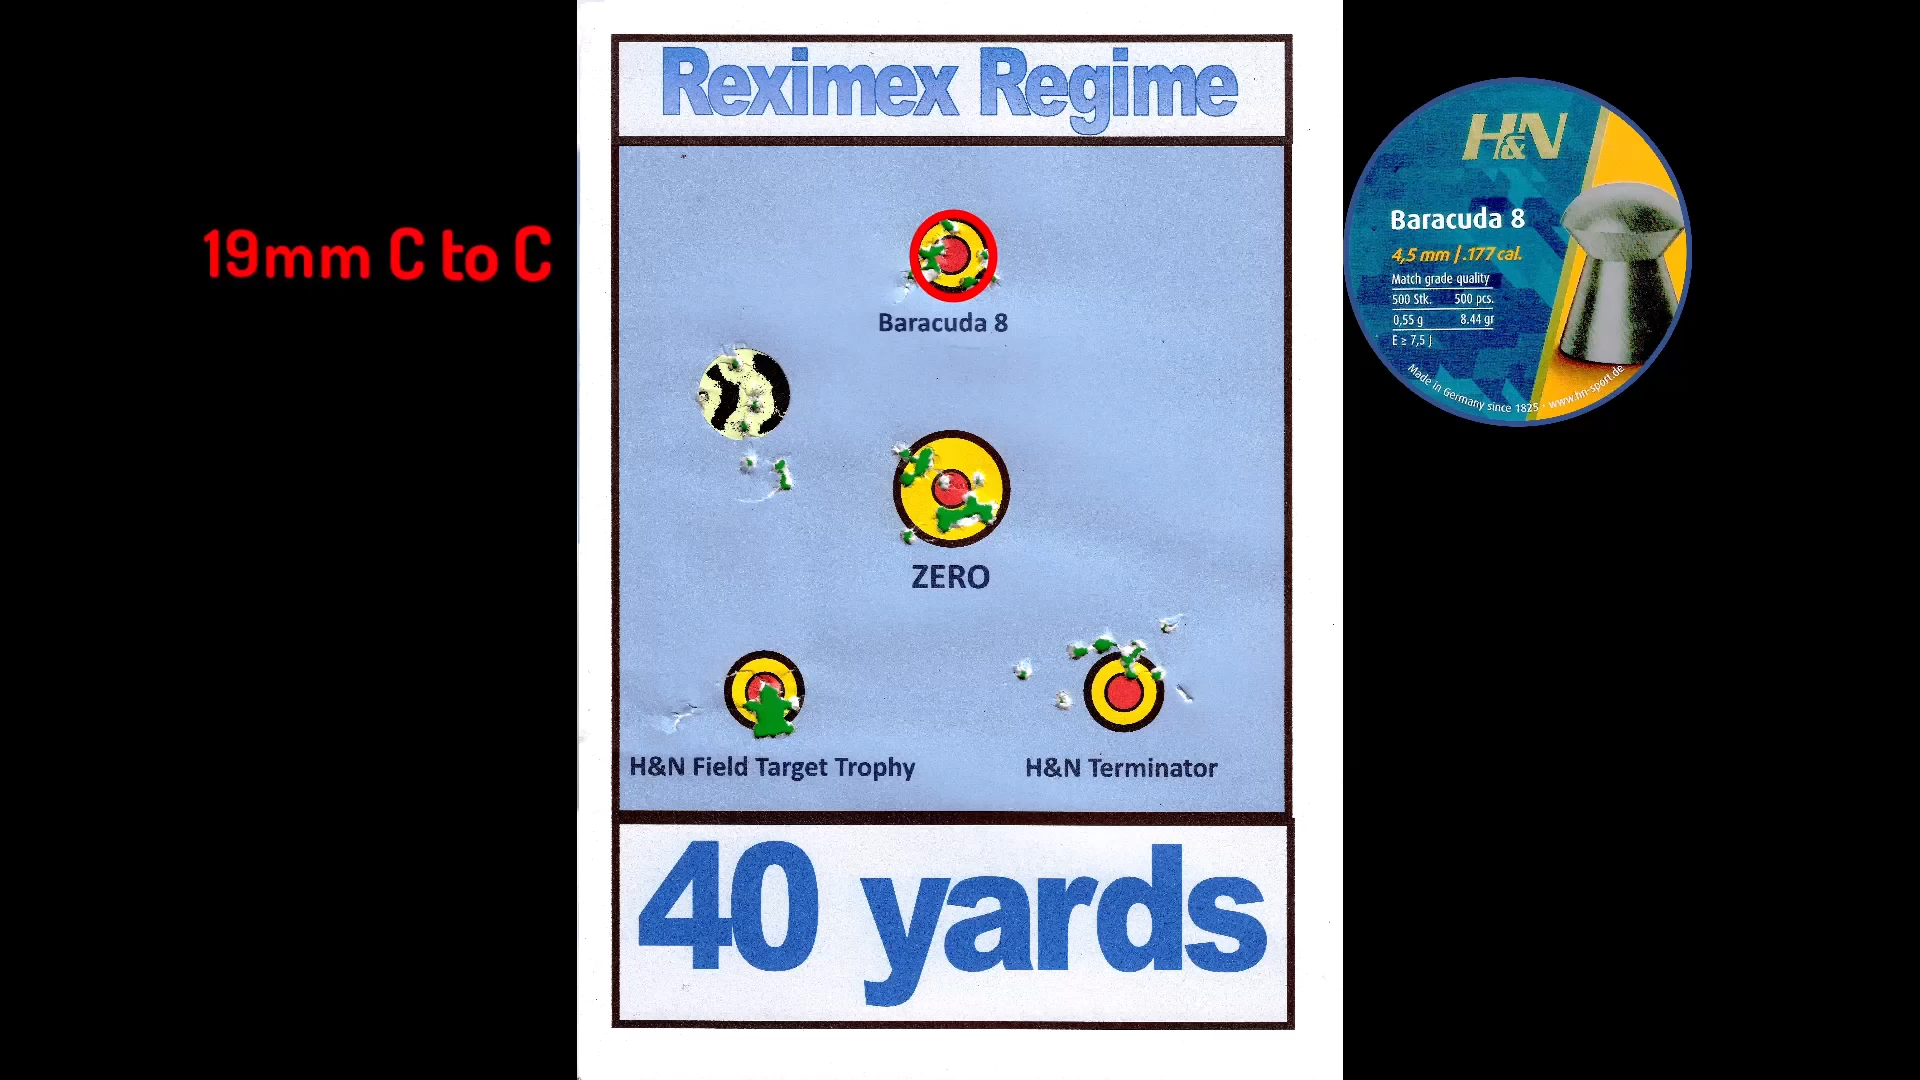 Reximex Regime
19mm C to C
Baracuda 8
ZERO
H&N Field Target Trophy
H&N Terminator
40 yards
H&N
Baracuda 8
4,5 mm | .177 cal.
Match grade quality
500 Stk. 500 pcs.
0,55 g 8.44 gr
E ≥ 7,5 J
Made in Germany since 1825 · www.hn-sport.de